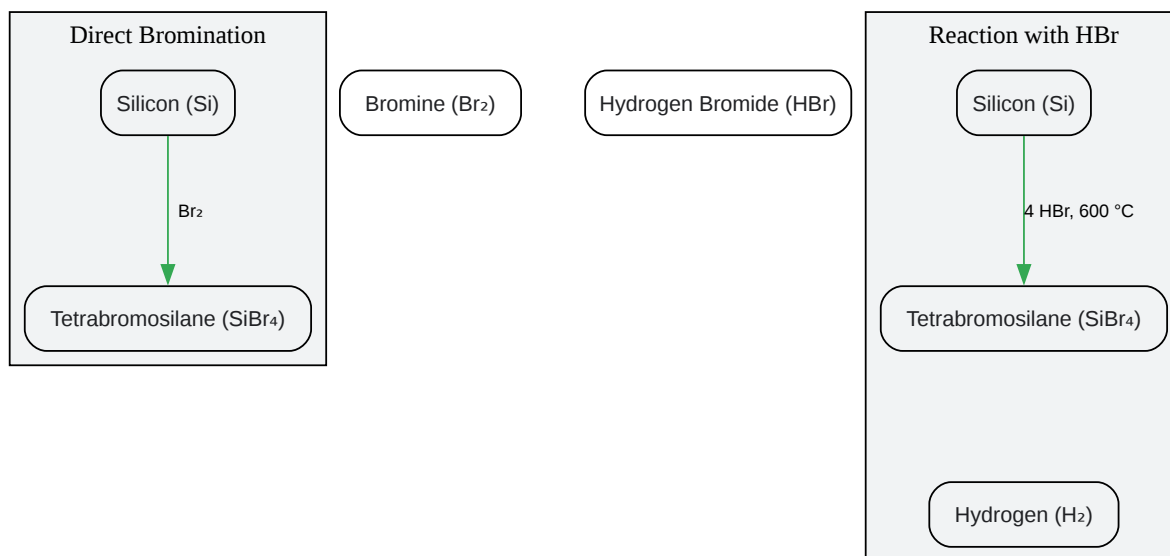 Direct Bromination
Silicon (Si)
Br₂
Tetrabromosilane (SiBr₄)
Bromine (Br₂)
Hydrogen Bromide (HBr)
Reaction with HBr
Silicon (Si)
4 HBr, 600 °C
Tetrabromosilane (SiBr₄)
Hydrogen (H₂)